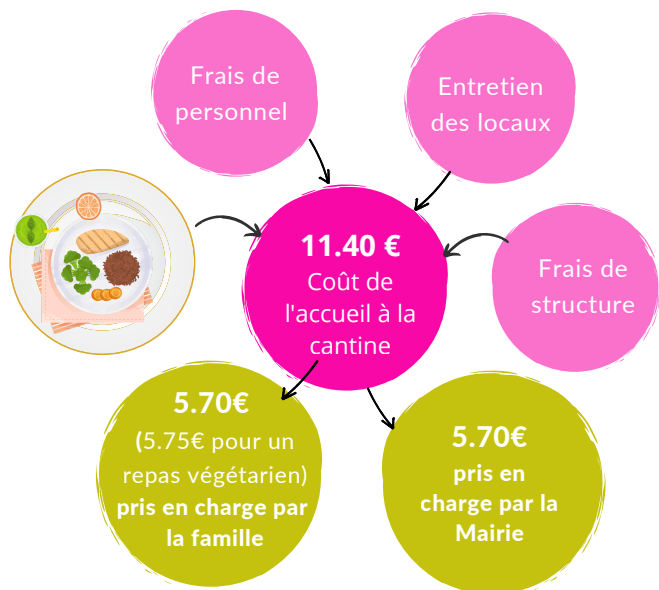 Frais de
personnel
Entretien
des locaux
11.40 €
Coût de
l'accueil à la
cantine
Frais de
structure
5.70€
(5.75€ pour un
repas végétarien)
pris en charge par
la famille
5.70€
pris en
charge par la
Mairie